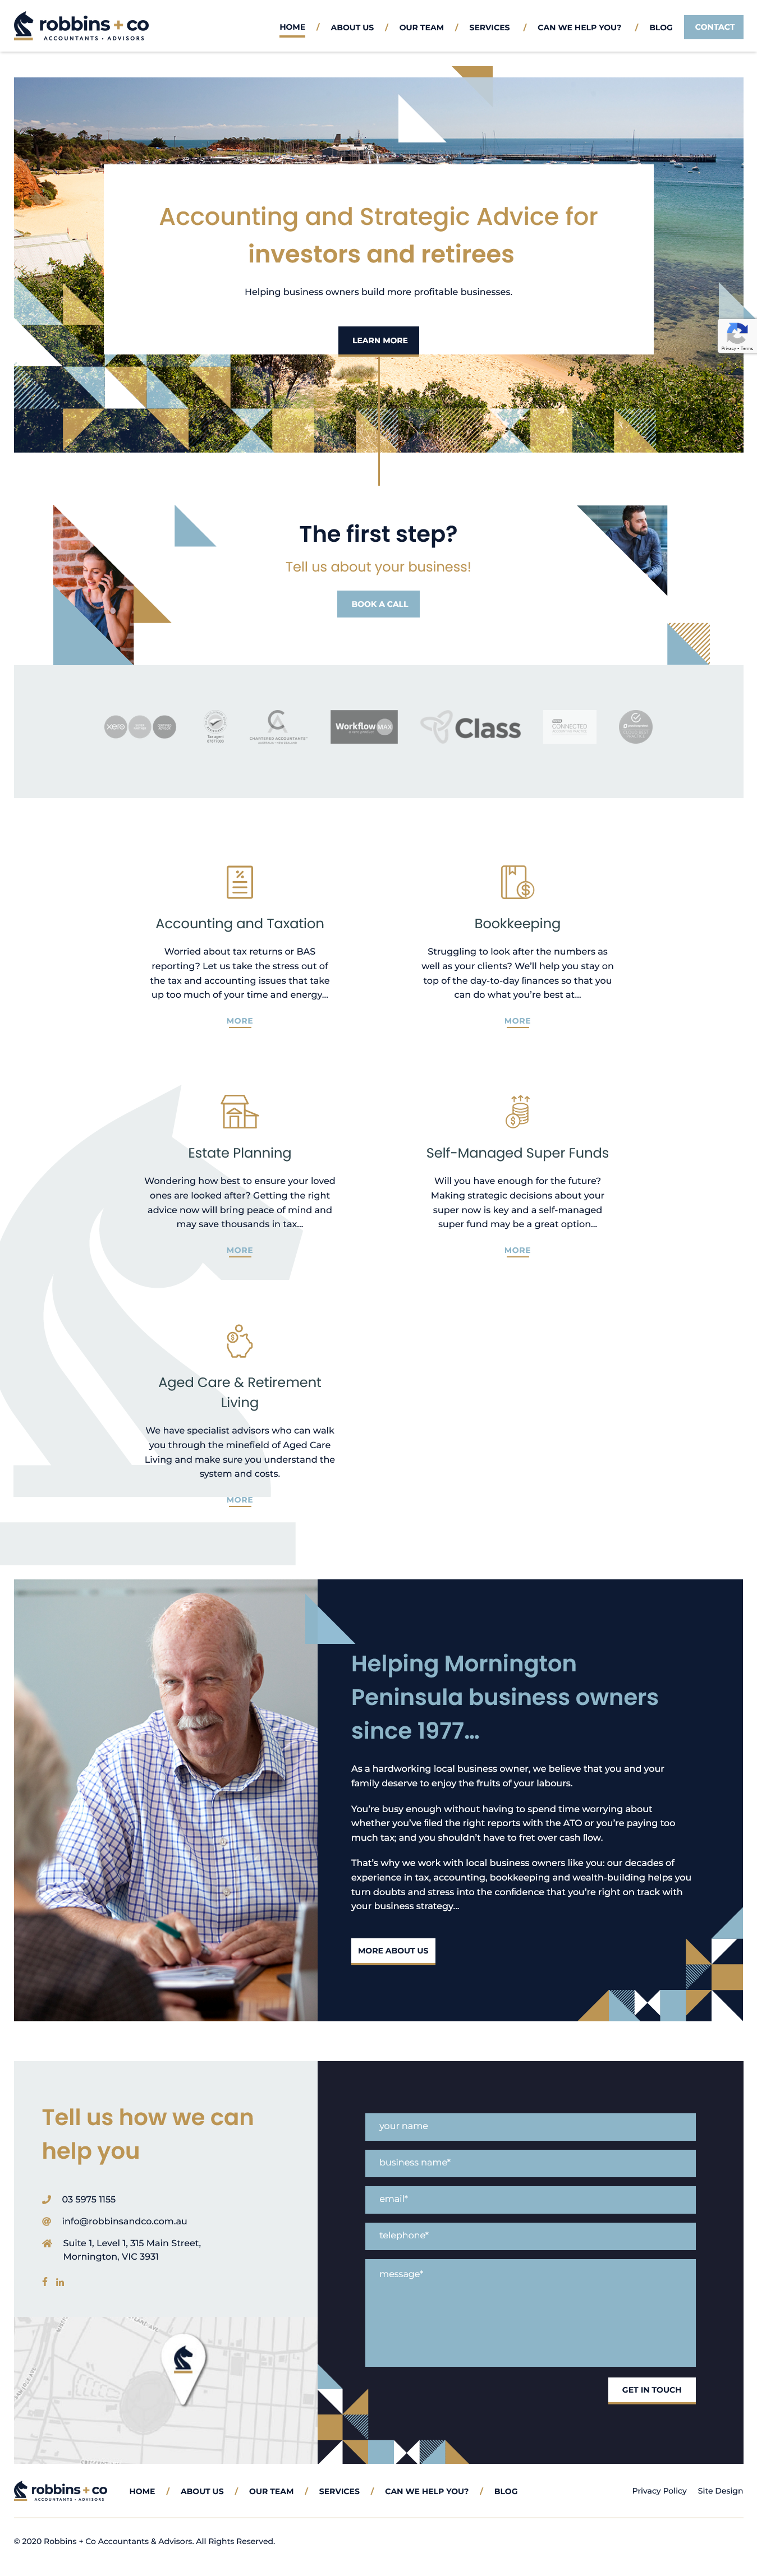 robbins + co
ACCOUNTANTS + ADVISORS
HOME / ABOUT US / OUR TEAM / SERVICES / CAN WE HELP YOU? / BLOG
CONTACT
Accounting and Strategic Advice for
investors and retirees
Helping business owners build more profitable businesses.
LEARN MORE
Privacy - Terms
The first step?
Tell us about your business!
BOOK A CALL
xero
Tax agent
CHARTERED ACCOUNTANTS
AUSTRALIA + NEW ZEALAND
WorkflowMAX
Class
CONNECTED
Accounting and Taxation
Worried about tax returns or BAS
reporting? Let us take the stress out of
the tax and accounting issues that take
up too much of your time and energy...
MORE
Bookkeeping
Struggling to look after the numbers as
well as your clients? We'll help you stay on
top of the day-to-day finances so that you
can do what you're best at...
MORE
Estate Planning
Wondering how best to ensure your loved
ones are looked after? Getting the right
advice now will bring peace of mind and
may save thousands in tax...
MORE
Self-Managed Super Funds
Will you have enough for the future?
Making strategic decisions about your
super now is key and a self-managed
super fund may be a great option...
MORE
Aged Care & Retirement
Living
We have specialist advisors who can walk
you through the minefield of Aged Care
Living and make sure you understand the
system and costs.
MORE
Helping Mornington
Peninsula business owners
since 1977...
As a hardworking local business owner, we believe that you and your
family deserve to enjoy the fruits of your labours.
You're busy enough without having to spend time worrying about
whether you've filed the right reports with the ATO or you're paying too
much tax; and you shouldn't have to fret over cash flow.
That's why we work with local business owners like you: our decades of
experience in tax, accounting, bookkeeping and wealth-building helps you
turn doubts and stress into the confidence that you're right on track with
your business strategy...
MORE ABOUT US
Tell us how we can
help you
03 5975 1155
info@robbinsandco.com.au
Suite 1, Level 1, 315 Main Street,
Mornington, VIC 3931
f in
your name
business name*
email*
telephone*
message*
GET IN TOUCH
robbins + co
ACCOUNTANTS + ADVISORS
HOME / ABOUT US / OUR TEAM / SERVICES / CAN WE HELP YOU? / BLOG
Privacy Policy Site Design
© 2020 Robbins + Co Accountants & Advisors. All Rights Reserved.